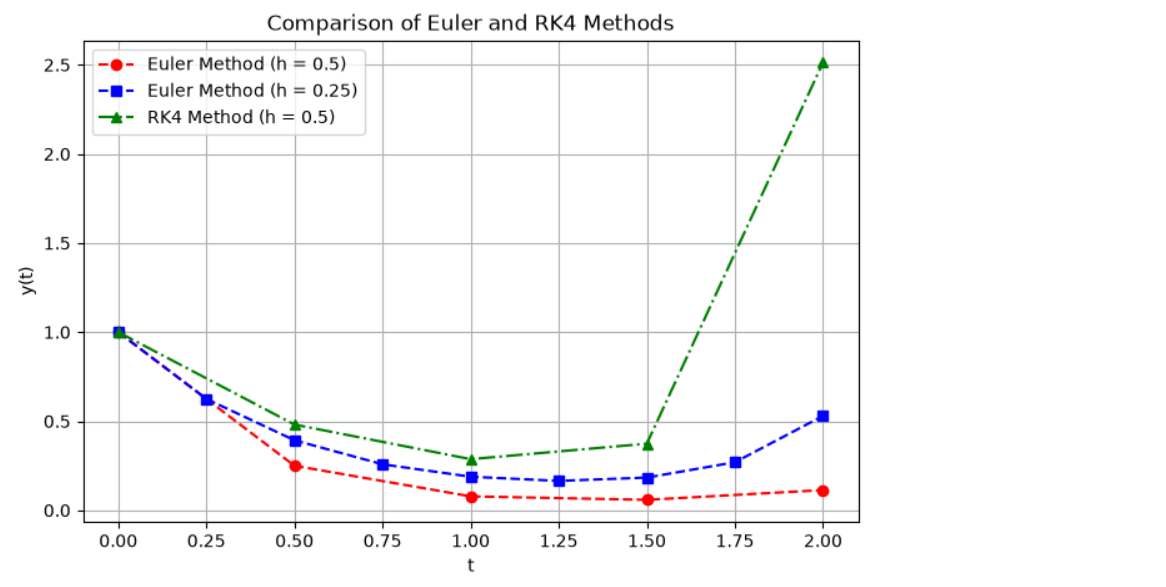 Comparison of Euler and RK4 Methods
Euler Method (h = 0.5)
Euler Method (h = 0.25)
RK4 Method (h = 0.5)
2.5
2.0
1.5
1.0
0.5
0.0
y(t)
0.00 0.25 0.50 0.75 1.00 1.25 1.50 1.75 2.00
t